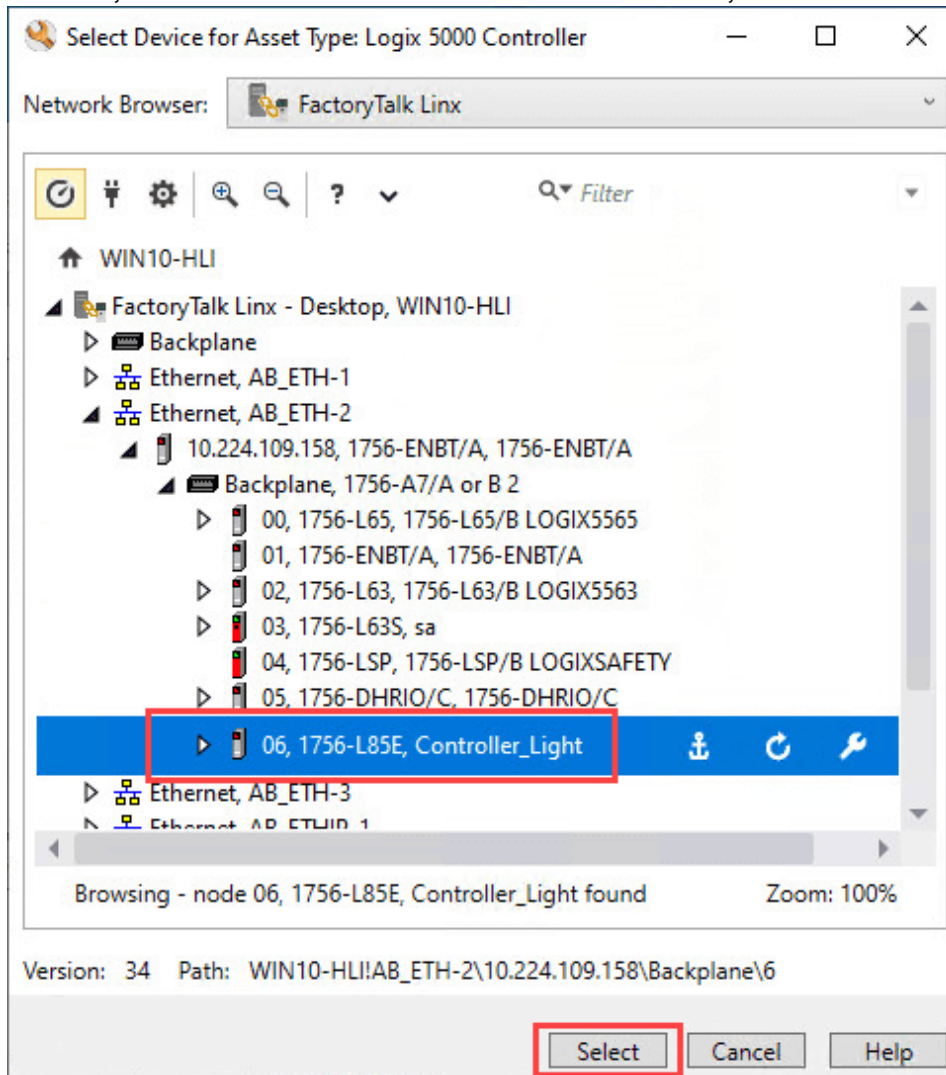 Select Device for Asset Type: Logix 5000 Controller
Network Browser: FactoryTalk Linx
? Filter
WIN10-HLI
FactoryTalk Linx - Desktop, WIN10-HLI
Backplane
Ethernet, AB_ETH-1
Ethernet, AB_ETH-2
10.224.109.158, 1756-ENBT/A, 1756-ENBT/A
Backplane, 1756-A7/A or B 2
00, 1756-L65, 1756-L65/B LOGIX5565
01, 1756-ENBT/A, 1756-ENBT/A
02, 1756-L63, 1756-L63/B LOGIX5563
03, 1756-L63S, sa
04, 1756-LSP, 1756-LSP/B LOGIXSAFETY
05, 1756-DHRIO/C, 1756-DHRIO/C
06, 1756-L85E, Controller_Light
Ethernet, AB_ETH-3
Ethernet, AB_ETHIP-1
Browsing - node 06, 1756-L85E, Controller_Light found Zoom: 100%
Version: 34 Path: WIN10-HLI!AB_ETH-2\10.224.109.158\Backplane\6
Select Cancel Help